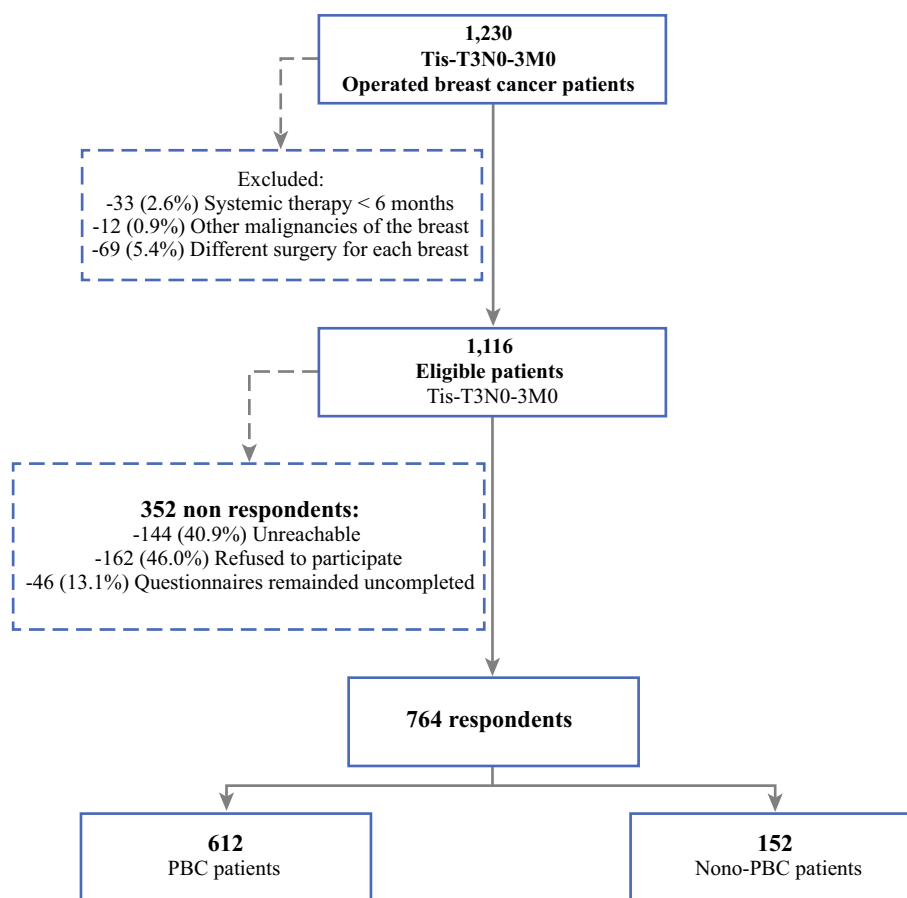 1,230
Tis-T3N0-3M0
Operated breast cancer patients
Excluded:
-33 (2.6%) Systemic therapy < 6 months
-12 (0.9%) Other malignancies of the breast
-69 (5.4%) Different surgery for each breast
1,116
Eligible patients
Tis-T3N0-3M0
352 non respondents:
-144 (40.9%) Unreachable
-162 (46.0%) Refused to participate
-46 (13.1%) Questionnaires remainded uncompleted
764 respondents
612
PBC patients
152
Nono-PBC patients